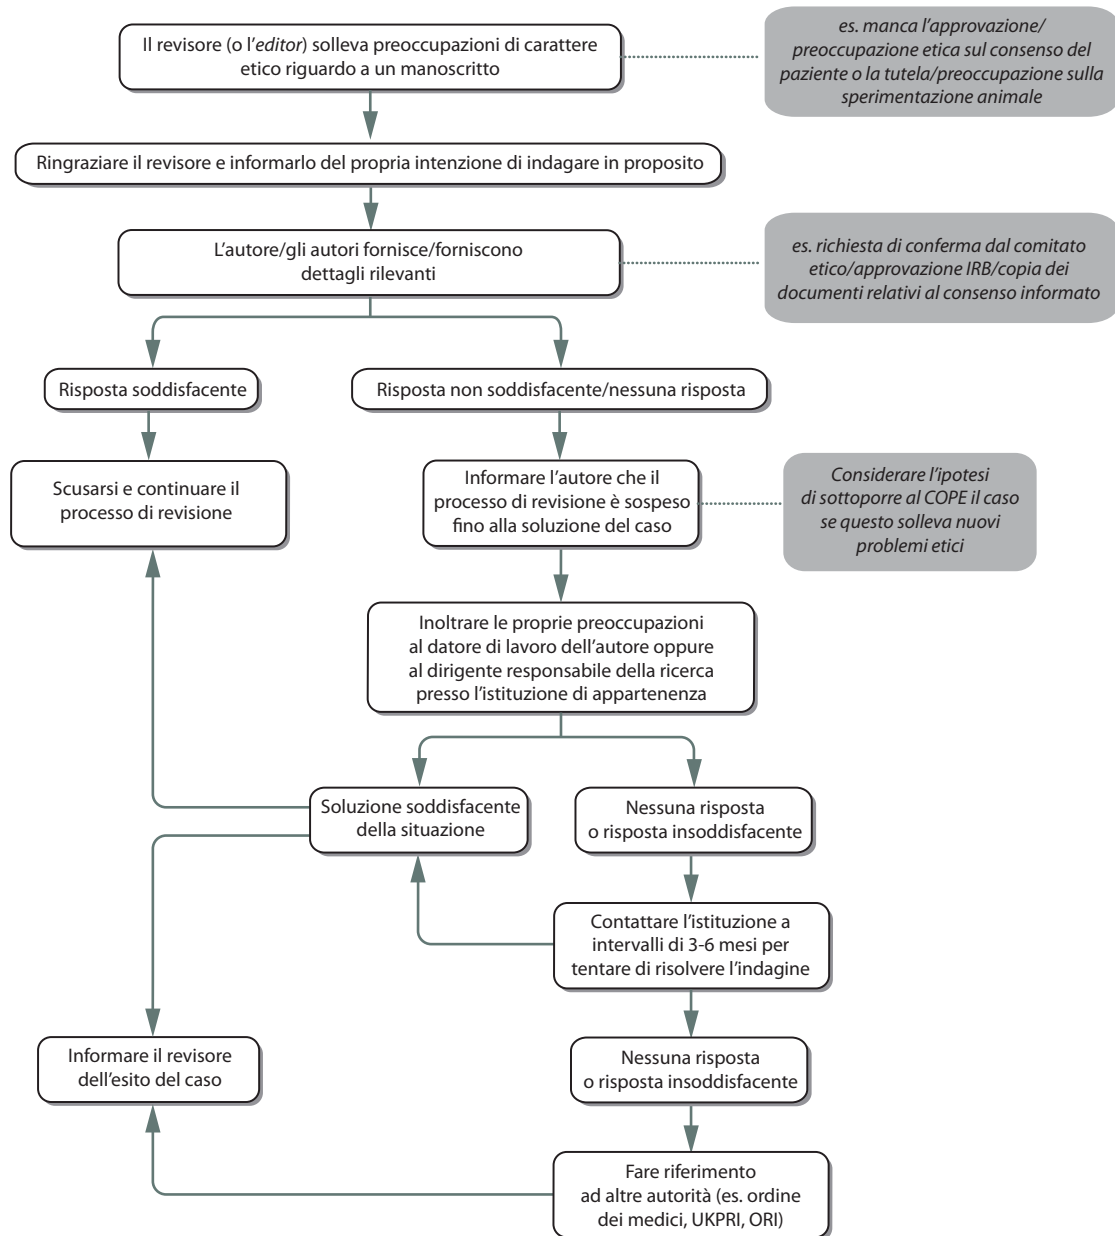 Il revisore (o l'editor) solleva preoccupazioni di carattere
etico riguardo a un manoscritto
es. manca l'approvazione/
preoccupazione etica sul consenso del
paziente o la tutela/preoccupazione sulla
sperimentazione animale
Ringraziare il revisore e informarlo del propria intenzione di indagare in proposito
L'autore/gli autori fornisce/forniscono
dettagli rilevanti
es. richiesta di conferma dal comitato
etico/approvazione IRB/copia dei
documenti relativi al consenso informato
Risposta soddisfacente
Risposta non soddisfacente/nessuna risposta
Scusarsi e continuare il
processo di revisione
Informare l'autore che il
processo di revisione è sospeso
fino alla soluzione del caso
Considerare l'ipotesi
di sottoporre al COPE il caso
se questo solleva nuovi
problemi etici
Inoltrare le proprie preoccupazioni
al datore di lavoro dell'autore oppure
al dirigente responsabile della ricerca
presso l'istituzione di appartenenza
Soluzione soddisfacente
della situazione
Nessuna risposta
o risposta insoddisfacente
Contattare l'istituzione a
intervalli di 3-6 mesi per
tentare di risolvere l'indagine
Informare il revisore
dell'esito del caso
Nessuna risposta
o risposta insoddisfacente
Fare riferimento
ad altre autorità (es. ordine
dei medici, UKPRI, ORI)